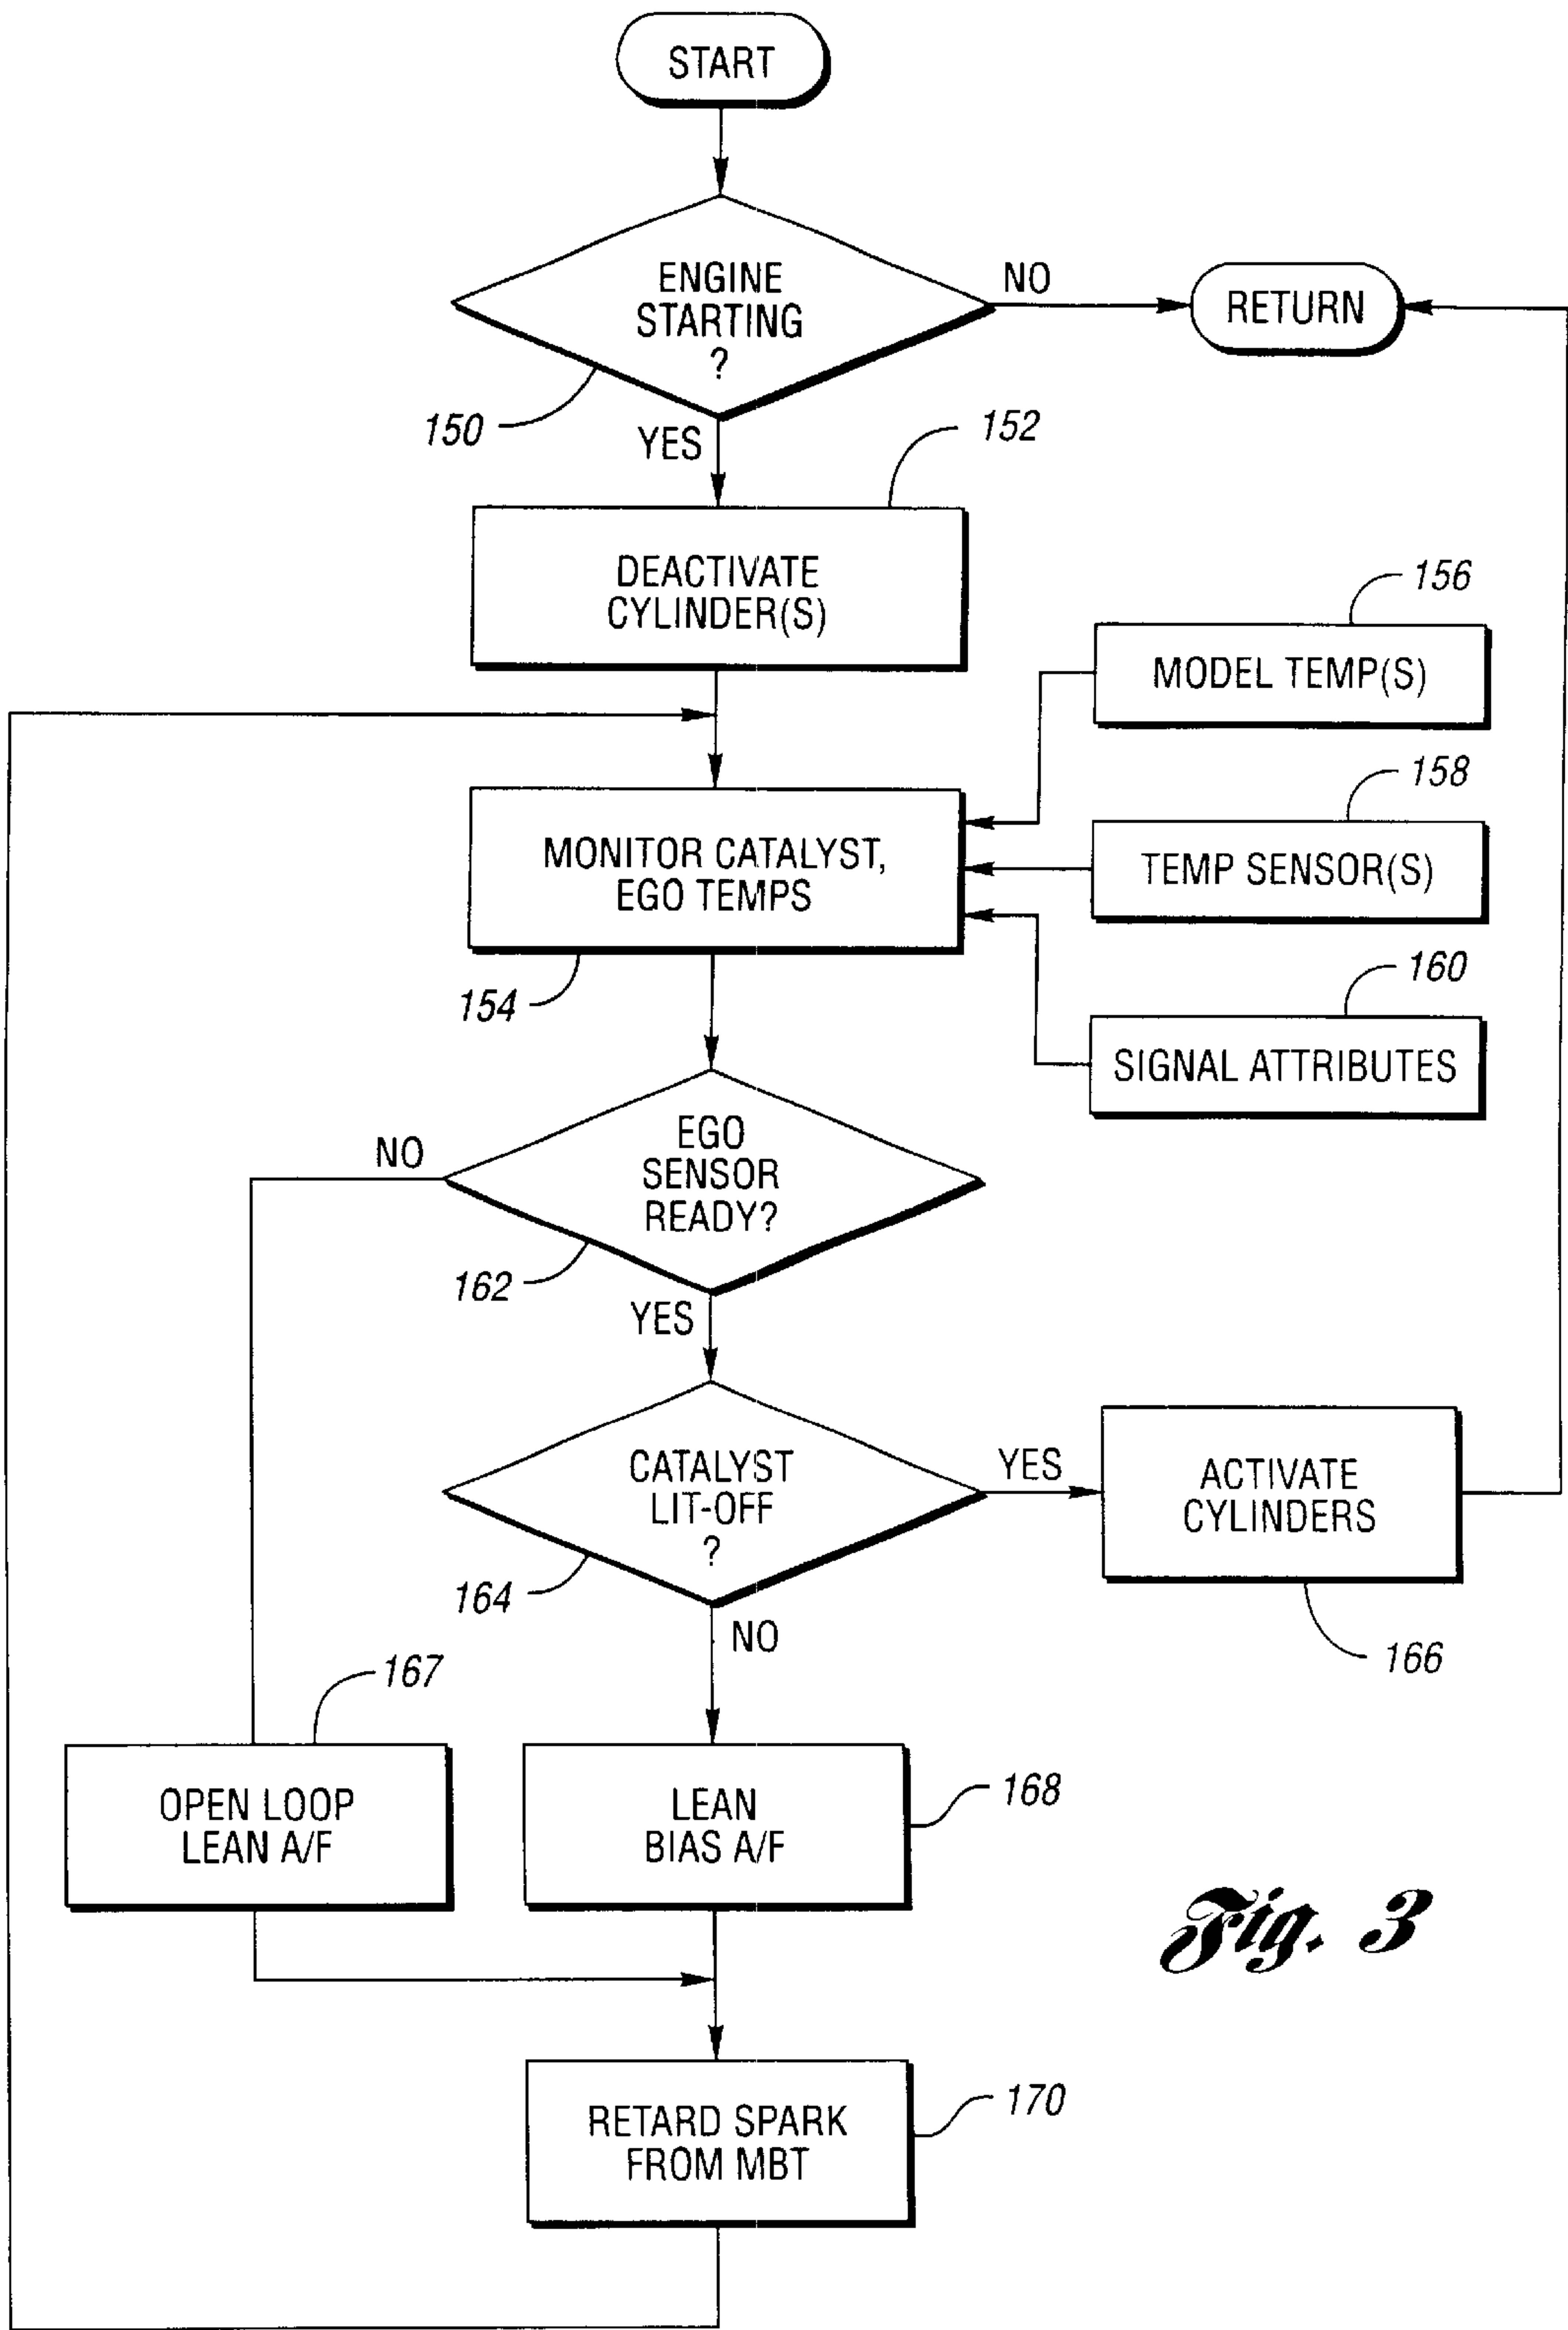 START
ENGINE
STARTING
?
NO
RETURN
150
YES
152
DEACTIVATE
CYLINDER(S)
156
MODEL TEMP(S)
MONITOR CATALYST,
EGO TEMPS
158
TEMP SENSOR(S)
154
160
SIGNAL ATTRIBUTES
NO
EGO
SENSOR
READY?
162
YES
CATALYST
LIT-OFF
?
YES
ACTIVATE
CYLINDERS
164
NO
166
167
OPEN LOOP
LEAN A/F
LEAN
BIAS A/F
168
Fig. 3
RETARD SPARK
FROM MBT
170